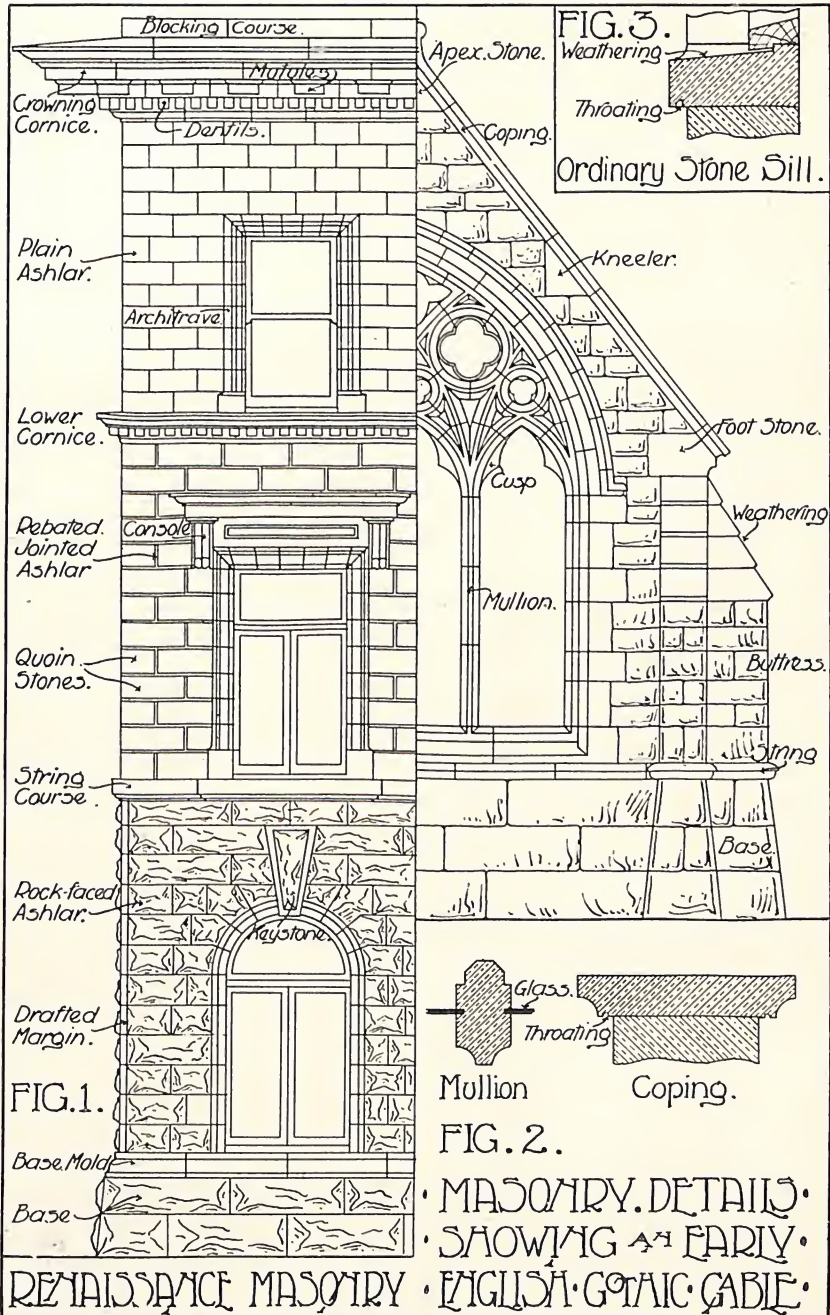 Blocking Course.
Mutules
Crowning
Cornice.
Dentils.
Plain
Ashlar.
Architrave
Lower
Cornice.
Rebated.
Jointed
Ashlar
Console
Quoin
Stones.
String
Course.
Rock-faced
Ashlar.
Keystone.
Drafted
Margin.
FIG.1.
Base Mold
Base
RENAISSANCE MASONRY
Apex.Stone.
Coping.
Kneeler.
Foot Stone.
Cusp
Weathering
Mullion.
Buttress.
String
Base.
FIG.3.
Weathering
Throating
Ordinary Stone Sill.
Glass.
Throating
Mullion
Coping.
FIG.2.
·MASONRY.DETAILS·
·SHOWING AN EARLY·
·ENGLISH·GOTHIC·GABLE·